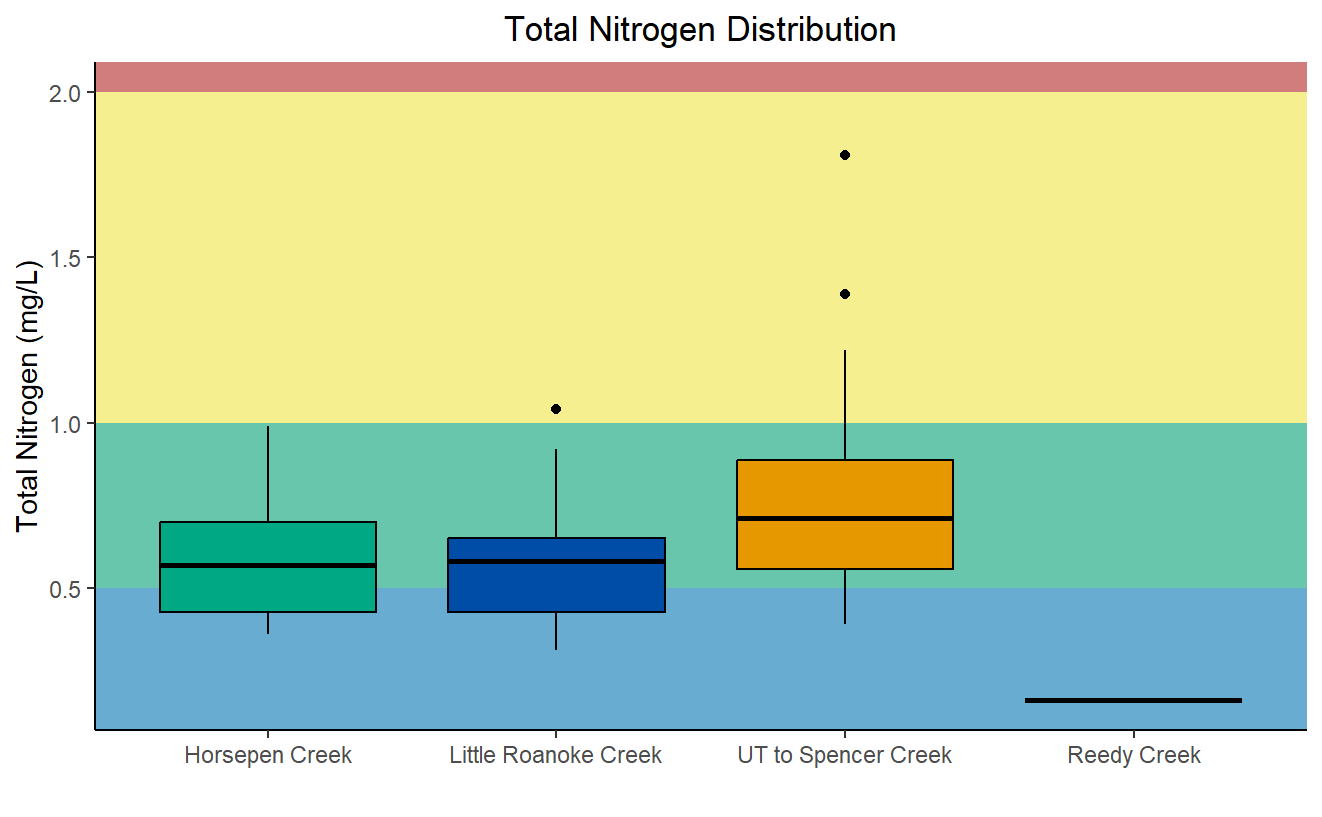 Total Nitrogen Distribution
Total Nitrogen (mg/L)
2.0
1.5
1.0
0.5
Horsepen Creek
Little Roanoke Creek
UT to Spencer Creek
Reedy Creek